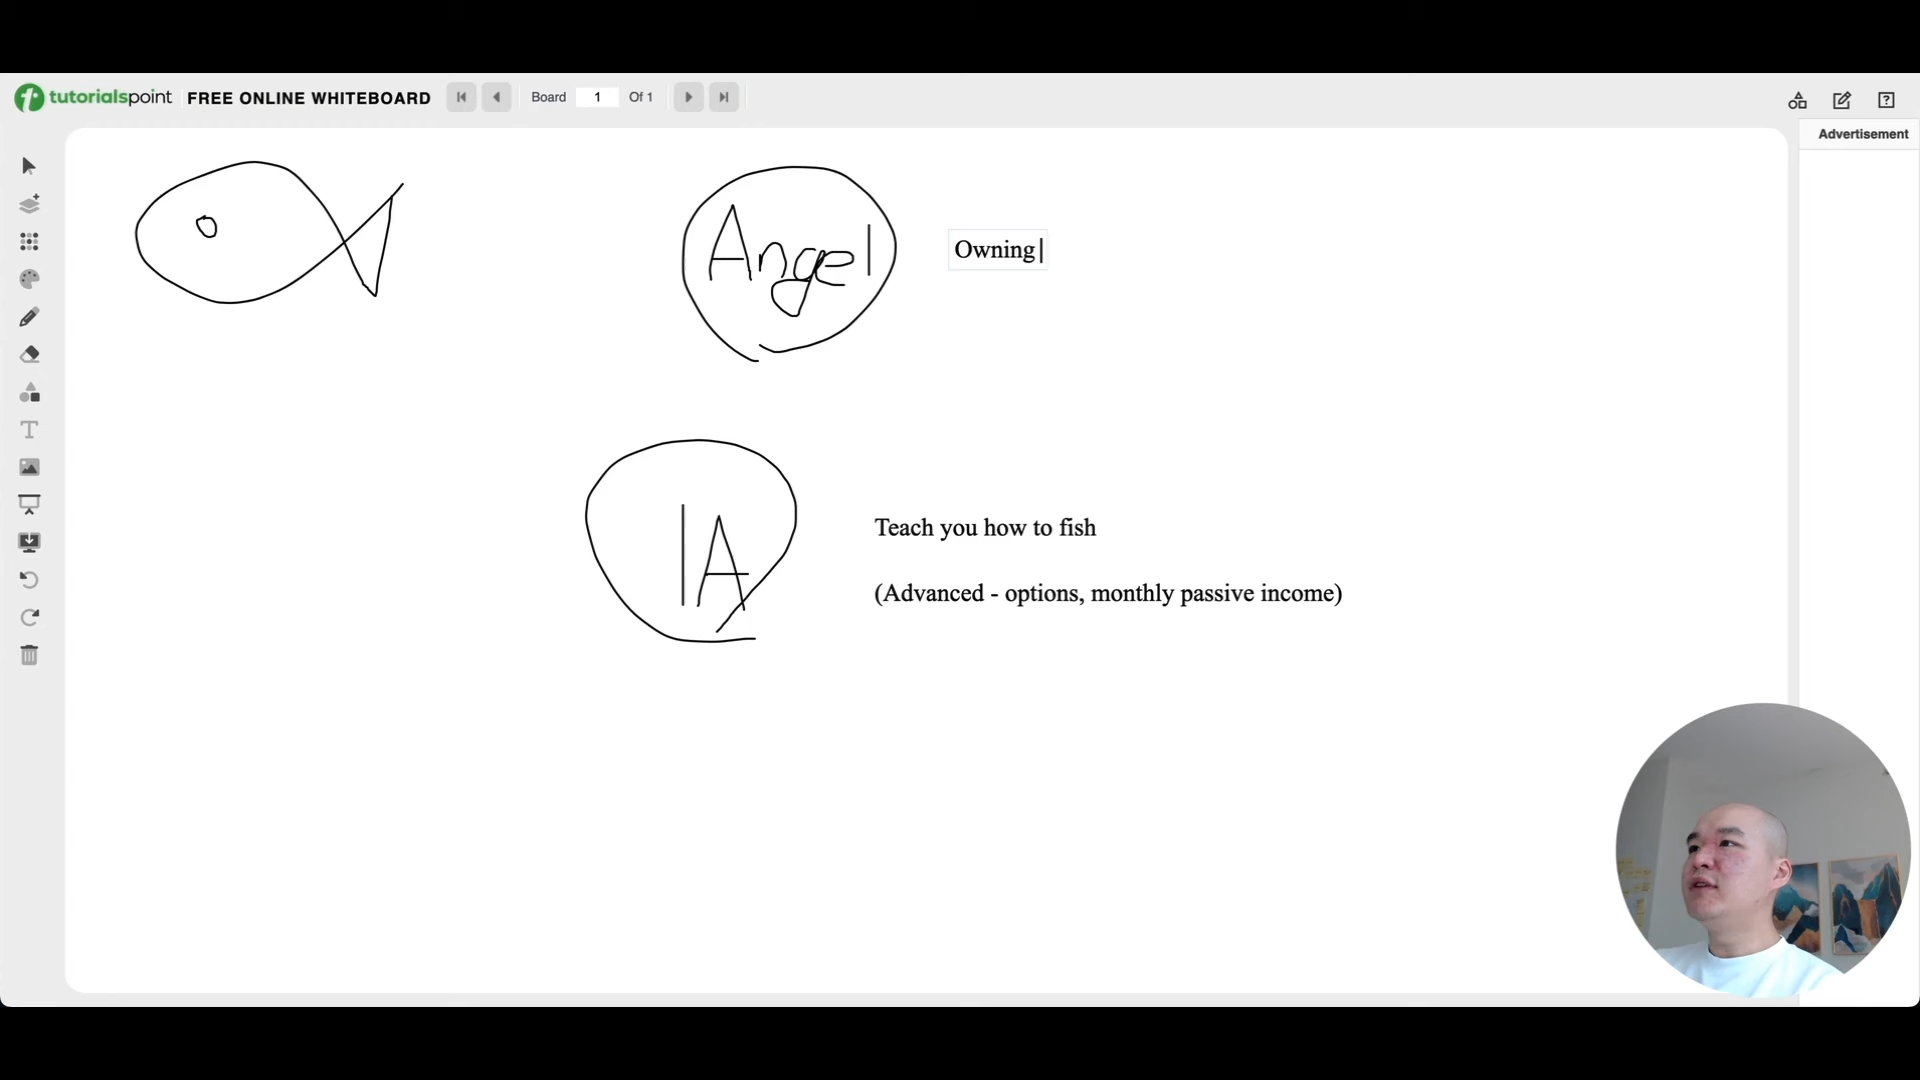 tutorialspoint FREE ONLINE WHITEBOARD Board 1 Of 1
Advertisement
Angel
Owning
IA
Teach you how to fish
(Advanced - options, monthly passive income)